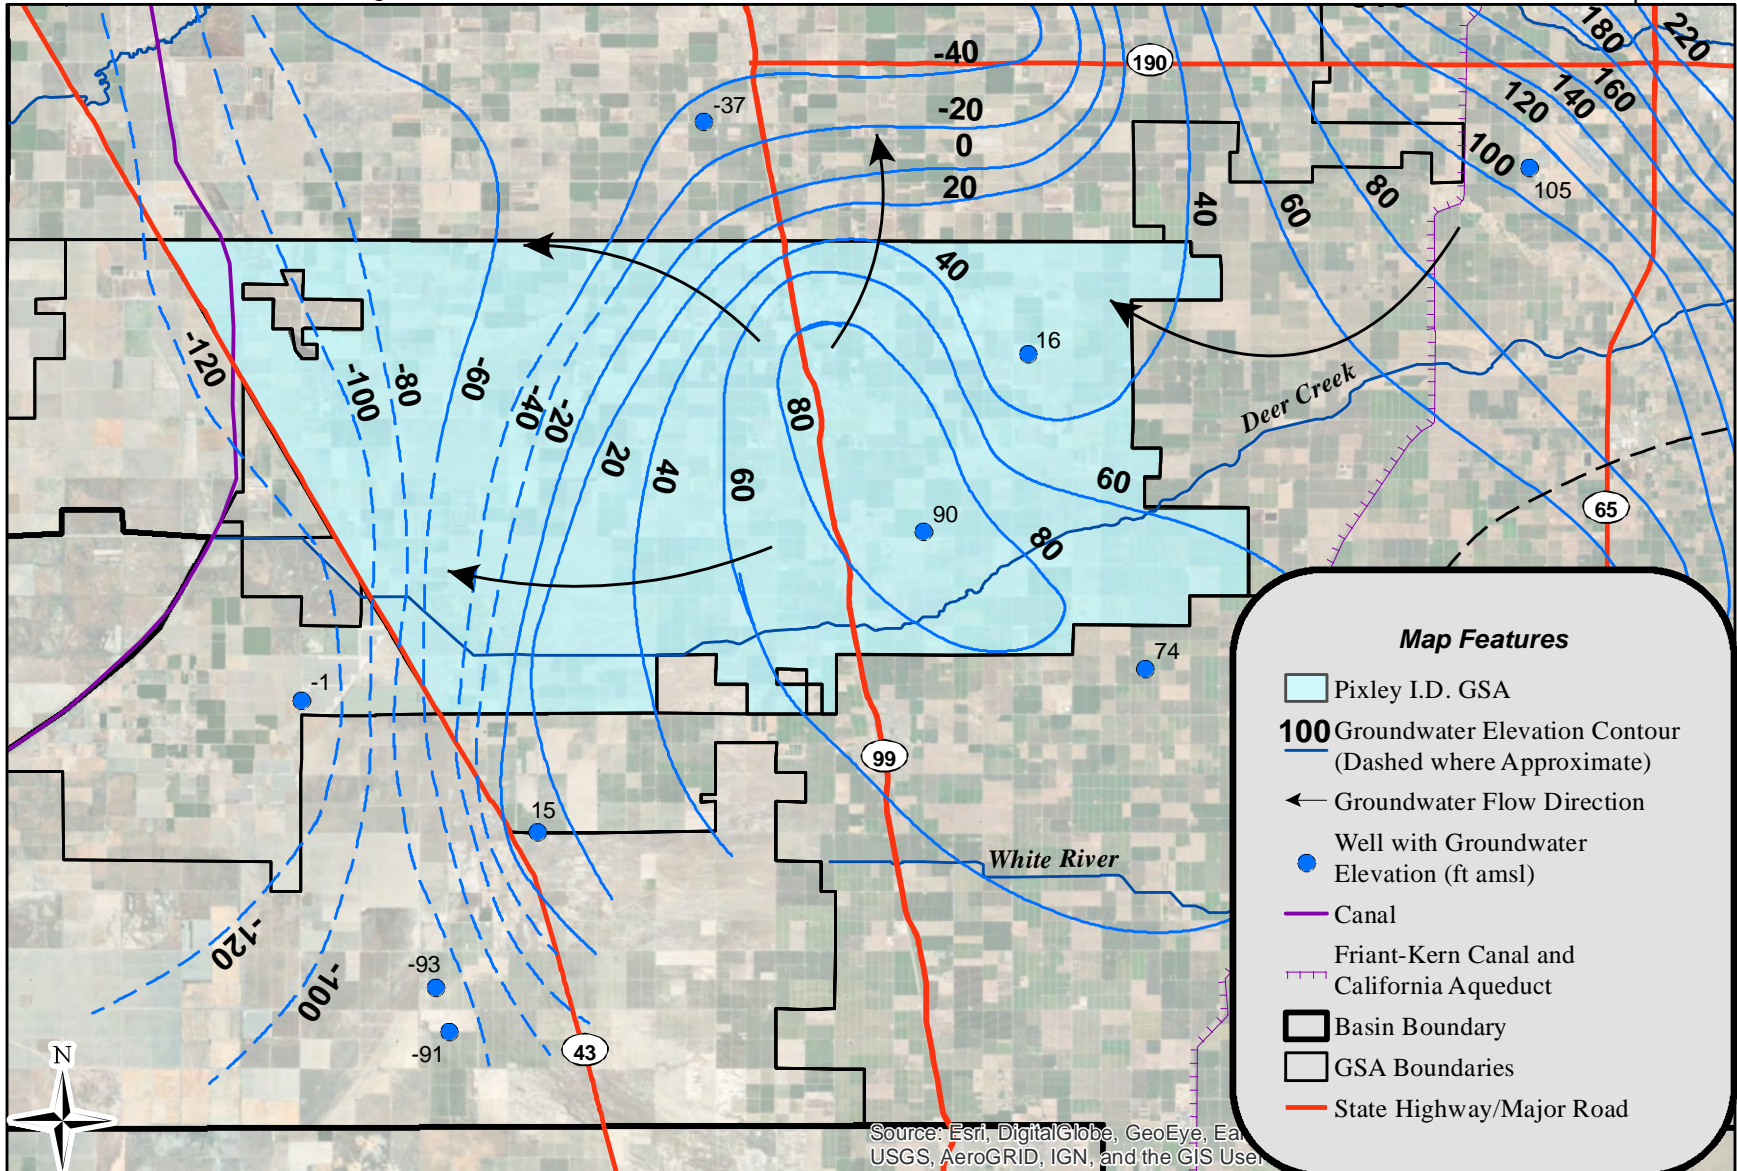 180
220
-40
190
160
140
120
-37
-20
0
100
105
20
80
40
60
40
-120
-100
-80
-60
-40
-20
16
80
Deer Creek
20
40
60
60
65
90
80
Map Features
Pixley I.D. GSA
100 Groundwater Elevation Contour
(Dashed where Approximate)
Groundwater Flow Direction
Well with Groundwater
Elevation (ft amsl)
Canal
Friant-Kern Canal and
California Aqueduct
Basin Boundary
GSA Boundaries
State Highway/Major Road
74
-1
99
15
White River
-120
-100
-93
-91
43
N
Source: Esri, DigitalGlobe, GeoEye,
USGS, AeroGRID, IGN, and the GIS User